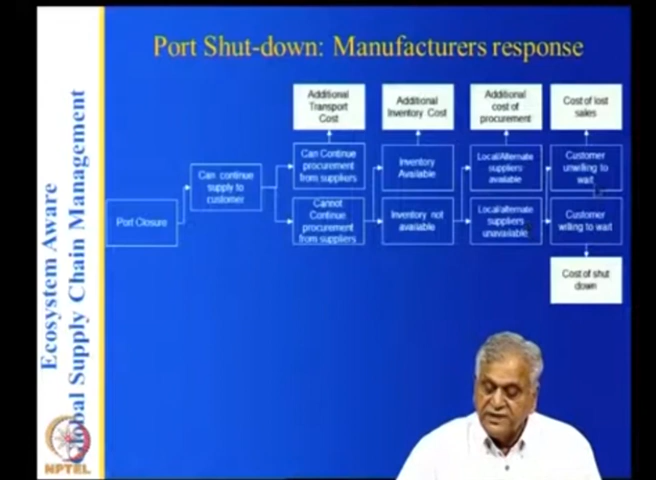 Port Shut-down: Manufacturers response
Ecosystem Aware
Global Supply Chain Management
Additional
Transport
Cost
Additional
Inventory Cost
Additional
cost of
procurement
Cost of lost
sales
Can continue
supply to
customer
Can Continue
procurement
from suppliers
Inventory
Available
Local/Alternate
suppliers
available
Customer
unwilling to
wait
Port Closure
Cannot
Continue
procurement
from suppliers
Inventory not
available
Local/alternate
suppliers
unavailable
Customer
willing to wait
Cost of shut
down
NPTEL